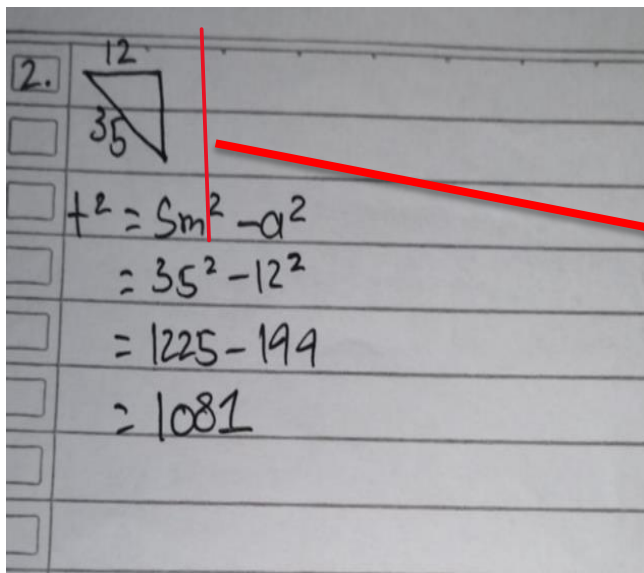 2. 12
35
t² = Sm² - a²
= 35² - 12²
= 1225 - 144
= 1081